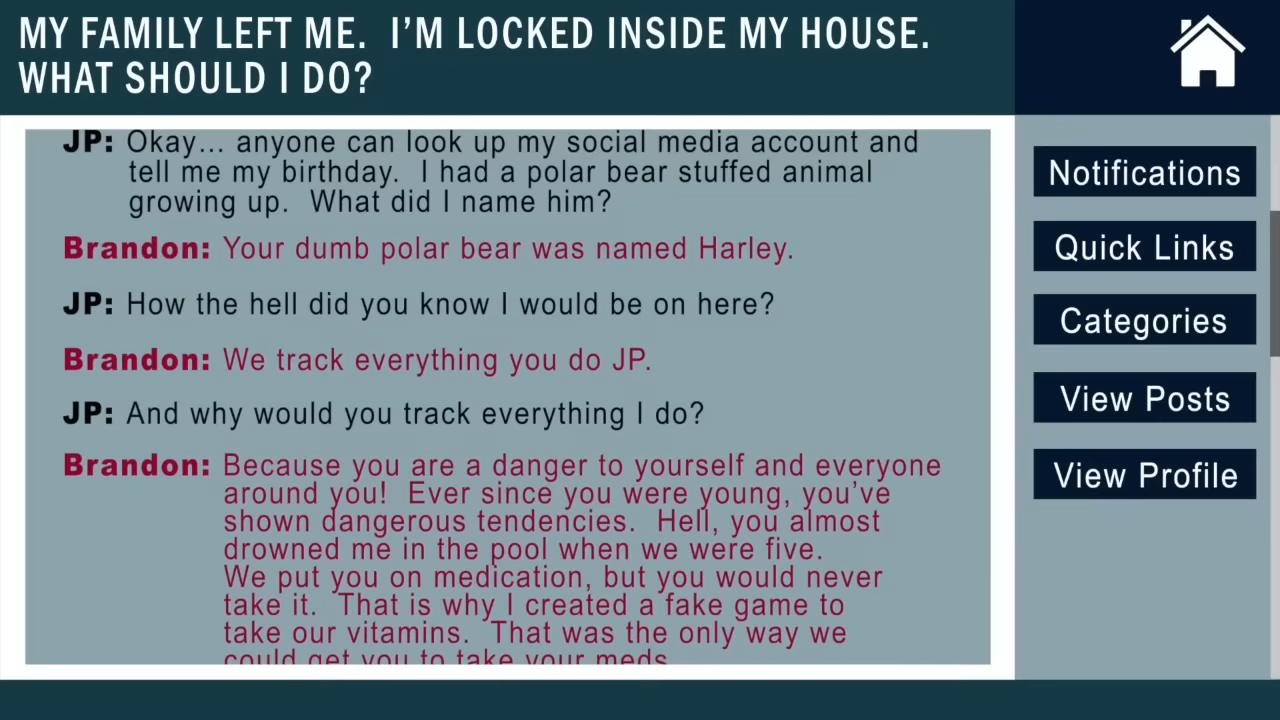 MY FAMILY LEFT ME. I'M LOCKED INSIDE MY HOUSE.
WHAT SHOULD I DO?
JP: Okay... anyone can look up my social media account and
tell me my birthday. I had a polar bear stuffed animal
growing up. What did I name him?
Brandon: Your dumb polar bear was named Harley.
JP: How the hell did you know I would be on here?
Brandon: We track everything you do JP.
JP: And why would you track everything I do?
Brandon: Because you are a danger to yourself and everyone
around you! Ever since you were young, you've
shown dangerous tendencies. Hell, you almost
drowned me in the pool when we were five.
We put you on medication, but you would never
take it. That is why I created a fake game to
take our vitamins. That was the only way we
could get you to take your meds
Notifications
Quick Links
Categories
View Posts
View Profile